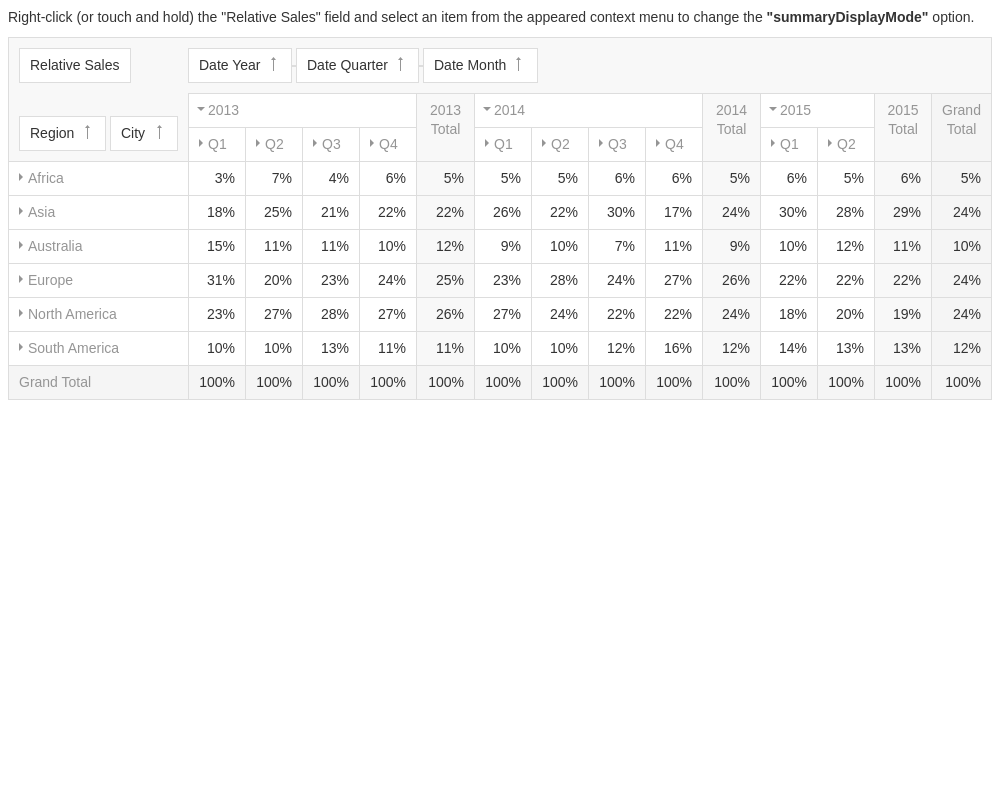 Right-click (or touch and hold) the "Relative Sales" field and select an item from the appeared context menu to change the "summaryDisplayMode" option.
Relative Sales Date Year Date Quarter Date Month
Region City
2013 2013 Total 2014 2014 Total 2015 2015 Total Grand Total
Q1 Q2 Q3 Q4 Q1 Q2 Q3 Q4 Q1 Q2
Africa 3% 7% 4% 6% 5% 5% 5% 6% 6% 5% 6% 5% 6% 5%
Asia 18% 25% 21% 22% 22% 26% 22% 30% 17% 24% 30% 28% 29% 24%
Australia 15% 11% 11% 10% 12% 9% 10% 7% 11% 9% 10% 12% 11% 10%
Europe 31% 20% 23% 24% 25% 23% 28% 24% 27% 26% 22% 22% 22% 24%
North America 23% 27% 28% 27% 26% 27% 24% 22% 22% 24% 18% 20% 19% 24%
South America 10% 10% 13% 11% 11% 10% 10% 12% 16% 12% 14% 13% 13% 12%
Grand Total 100% 100% 100% 100% 100% 100% 100% 100% 100% 100% 100% 100% 100% 100%